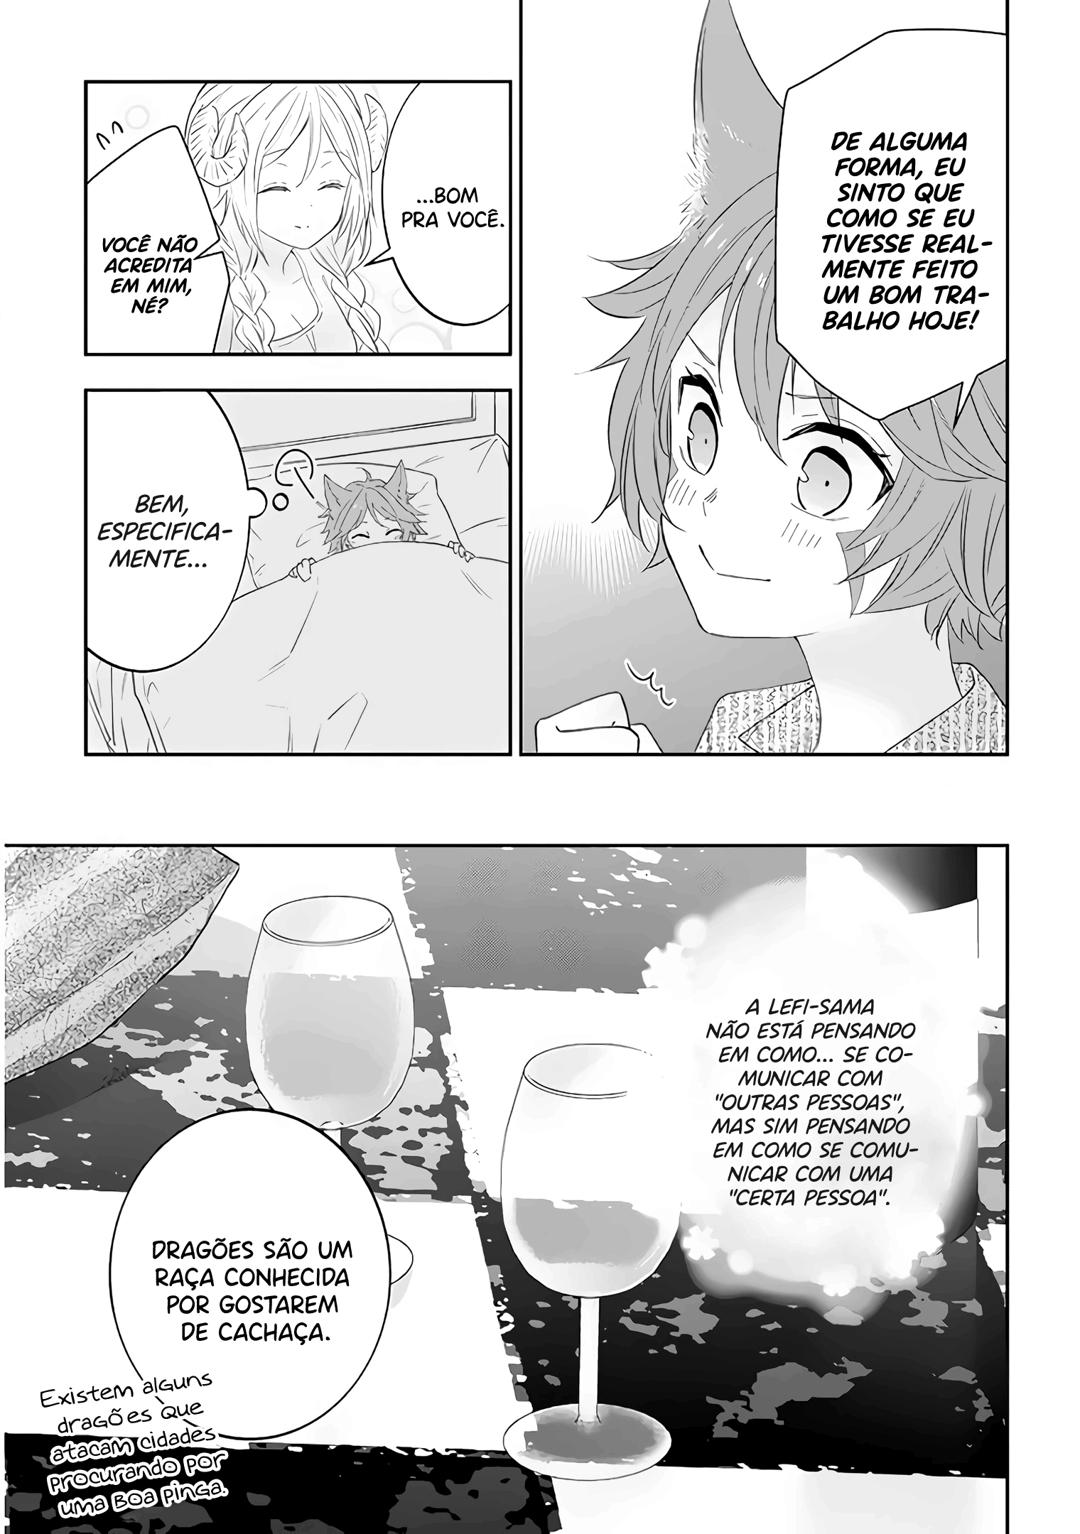 DE ALGUMA
FORMA, EU
SINTO QUE
COMO SE EU
TIVESSE REAL-
MENTE FEITO
UM BOM TRA-
BALHO HOJE!
...BOM
PRA VOCÊ.
VOCÊ NÃO
ACREDITA
EM MIM,
NÉ?
BEM,
ESPECIFICA-
MENTE...
A LEFI-SAMA
NÃO ESTÁ PENSANDO
EM COMO... SE CO-
MUNICAR COM
"OUTRAS PESSOAS",
MAS SIM PENSANDO
EM COMO SE COMU-
NICAR COM UMA
"CERTA PESSOA".
DRAGÕES SÃO UM
RAÇA CONHECIDA
POR GOSTAREM
DE CACHAÇA.
Existem alguns
dragões que
atacam cidades
procurando por
uma boa pinga.